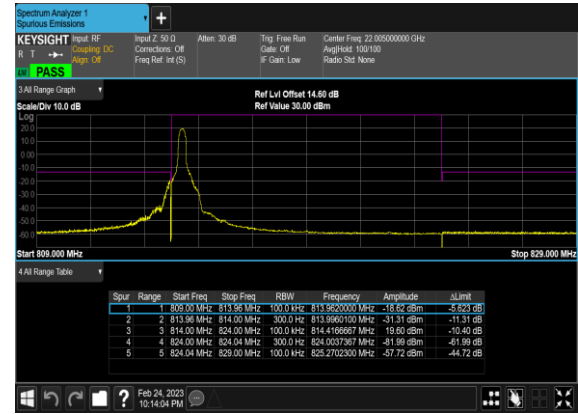 Spectrum Analyzer 1
Spurious Emissions
KEYSIGHT
R T
PASS
Input: RF
Coupling: DC
Align: Off
Input Z: 50 Ω
Corrections: Off
Freq Ref: Int (S)
Atten: 30 dB
Trig: Free Run
Gate: Off
IF Gain: Low
Center Freq: 22.005000000 GHz
Avg|Hold: 100/100
Radio Std: None
3 All Range Graph
Scale/Div 10.0 dB
Ref Lvl Offset 14.60 dB
Ref Value 30.00 dBm
Log
20.0
10.0
0.00
-10.0
-20.0
-30.0
-40.0
-50.0
-60.0
Start 809.000 MHz
Stop 829.000 MHz
4 All Range Table
Spur Range Start Freq Stop Freq RBW Frequency Amplitude ΔLimit
1 1 809.00 MHz 813.96 MHz 100.0 kHz 813.9620000 MHz -18.62 dBm -5.623 dB
2 2 813.96 MHz 814.00 MHz 300.0 Hz 813.9960100 MHz -31.31 dBm -11.31 dB
3 3 814.00 MHz 824.00 MHz 100.0 kHz 814.4166667 MHz 19.60 dBm -10.40 dB
4 4 824.00 MHz 824.04 MHz 300.0 Hz 824.0037367 MHz -81.99 dBm -61.99 dB
5 5 824.04 MHz 829.00 MHz 100.0 kHz 825.2702300 MHz -57.72 dBm -44.72 dB
Feb 24, 2023
10:14:04 PM